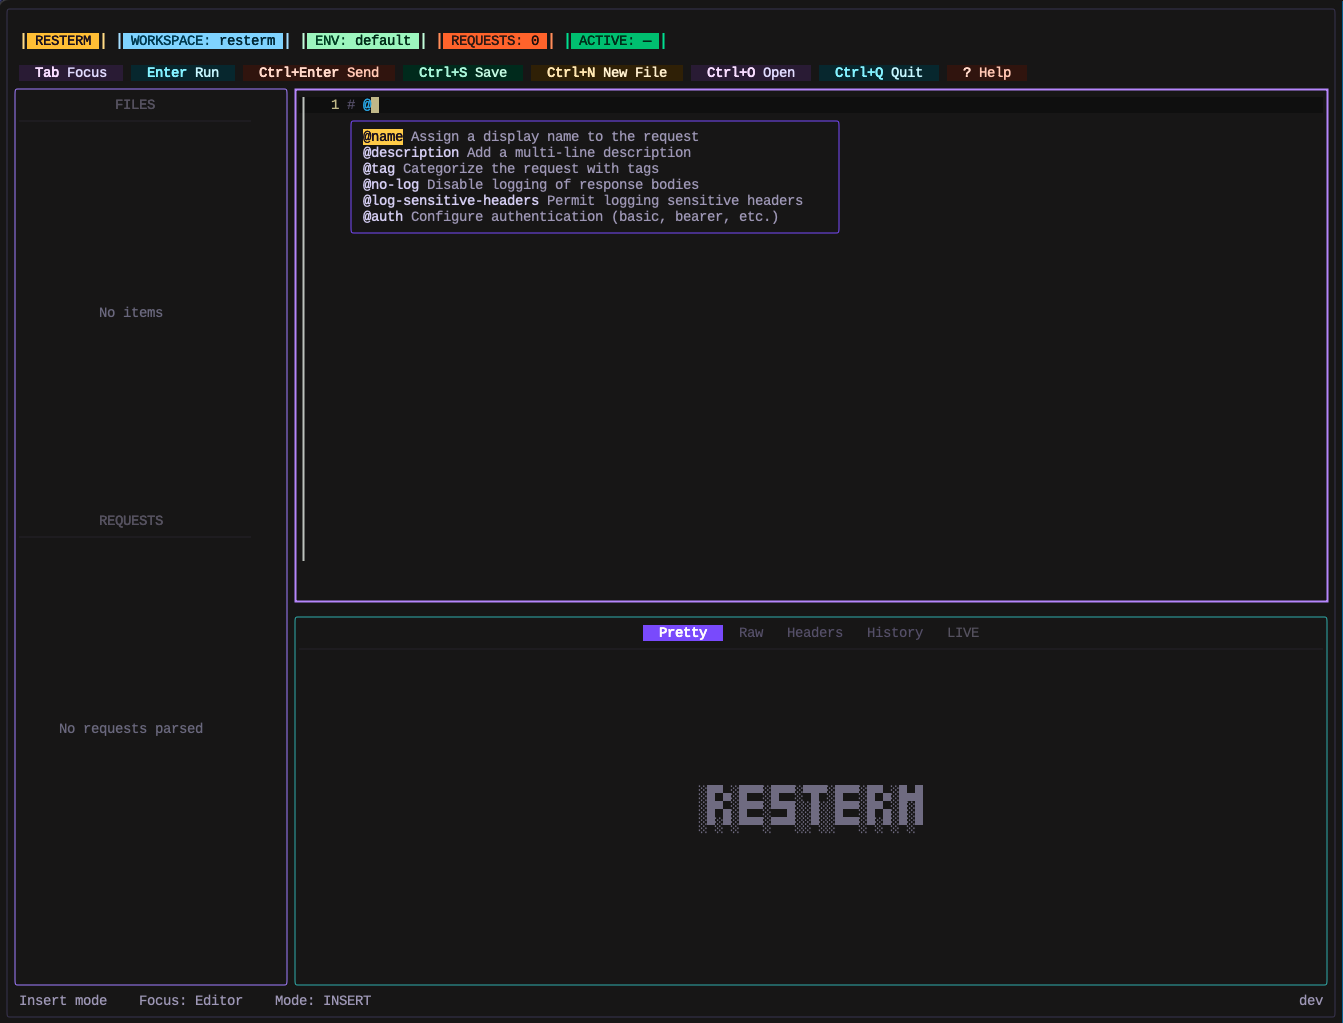 RESTERM WORKSPACE: resterm ENV: default REQUESTS: 0 ACTIVE: —
Tab Focus Enter Run Ctrl+Enter Send Ctrl+S Save Ctrl+N New File Ctrl+O Open Ctrl+Q Quit ? Help
FILES
No items
REQUESTS
No requests parsed
1 # @
@name Assign a display name to the request
@description Add a multi-line description
@tag Categorize the request with tags
@no-log Disable logging of response bodies
@log-sensitive-headers Permit logging sensitive headers
@auth Configure authentication (basic, bearer, etc.)
Pretty Raw Headers History LIVE
RESTERM
Insert mode Focus: Editor Mode: INSERT dev